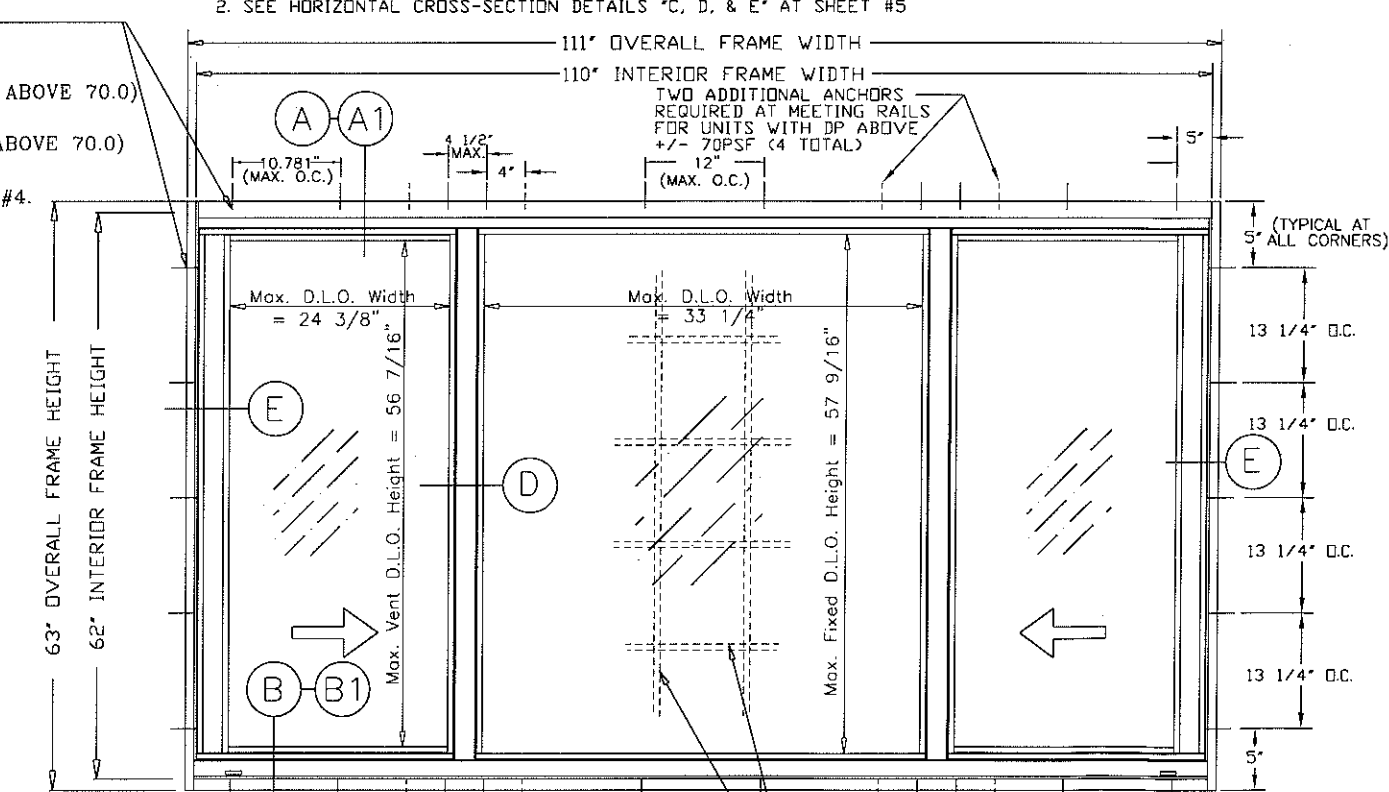 2. SEE HORIZONTAL CROSS-SECTION DETAILS "C, D, & E" AT SHEET #5
111" OVERALL FRAME WIDTH
110" INTERIOR FRAME WIDTH
ABOVE 70.0)
ABOVE 70.0)
#4.
A
A1
TWO ADDITIONAL ANCHORS
REQUIRED AT MEETING RAILS
FOR UNITS WITH DP ABOVE
+/- 70PSF (4 TOTAL)
10.781"
(MAX. O.C.)
4 1/2"
MAX.
4"
12"
(MAX. O.C.)
5"
5"
(TYPICAL AT
ALL CORNERS)
Max. D.L.O. Width
= 24 3/8"
Max. D.L.O. Width
= 33 1/4"
63" OVERALL FRAME HEIGHT
62" INTERIOR FRAME HEIGHT
Max. Vent D.L.O. Height = 56 7/16"
Max. Fixed D.L.O. Height = 57 9/16"
13 1/4" O.C.
13 1/4" O.C.
13 1/4" O.C.
13 1/4" O.C.
E
D
E
B
B1
5"